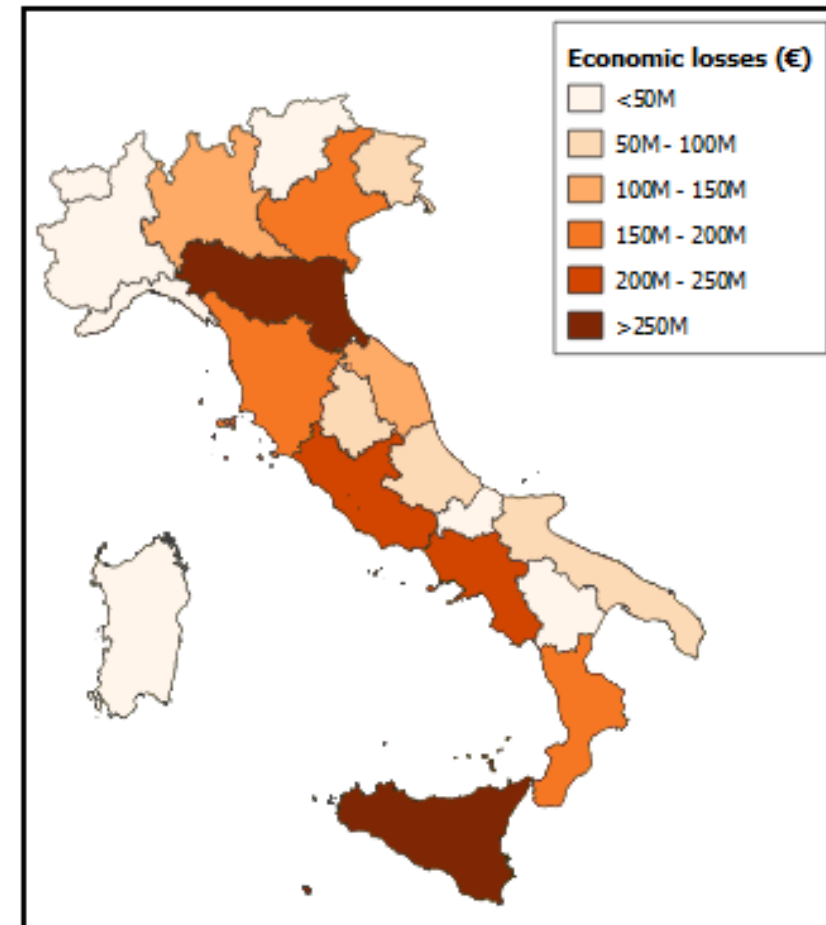 Economic losses (€)
<50M
50M - 100M
100M - 150M
150M - 200M
200M - 250M
>250M